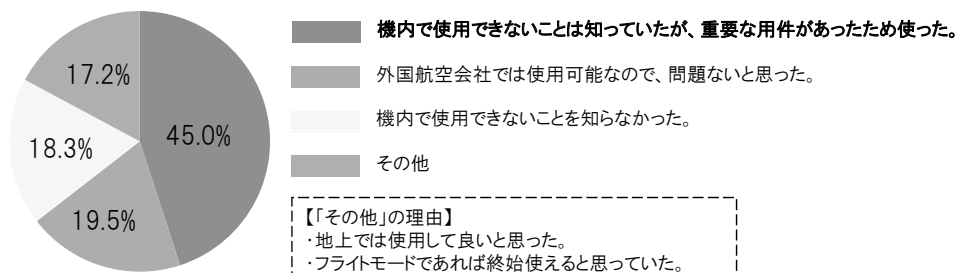 17.2%
45.0%
18.3%
19.5%
機内で使用できないことは知っていたが、重要な用件があったため使った。
外国航空会社では使用可能なので、問題ないと思った。
機内で使用できないことを知らなかった。
その他
【「その他」の理由】
・地上では使用して良いと思った。
・フライトモードであれば終始使えると思っていた。